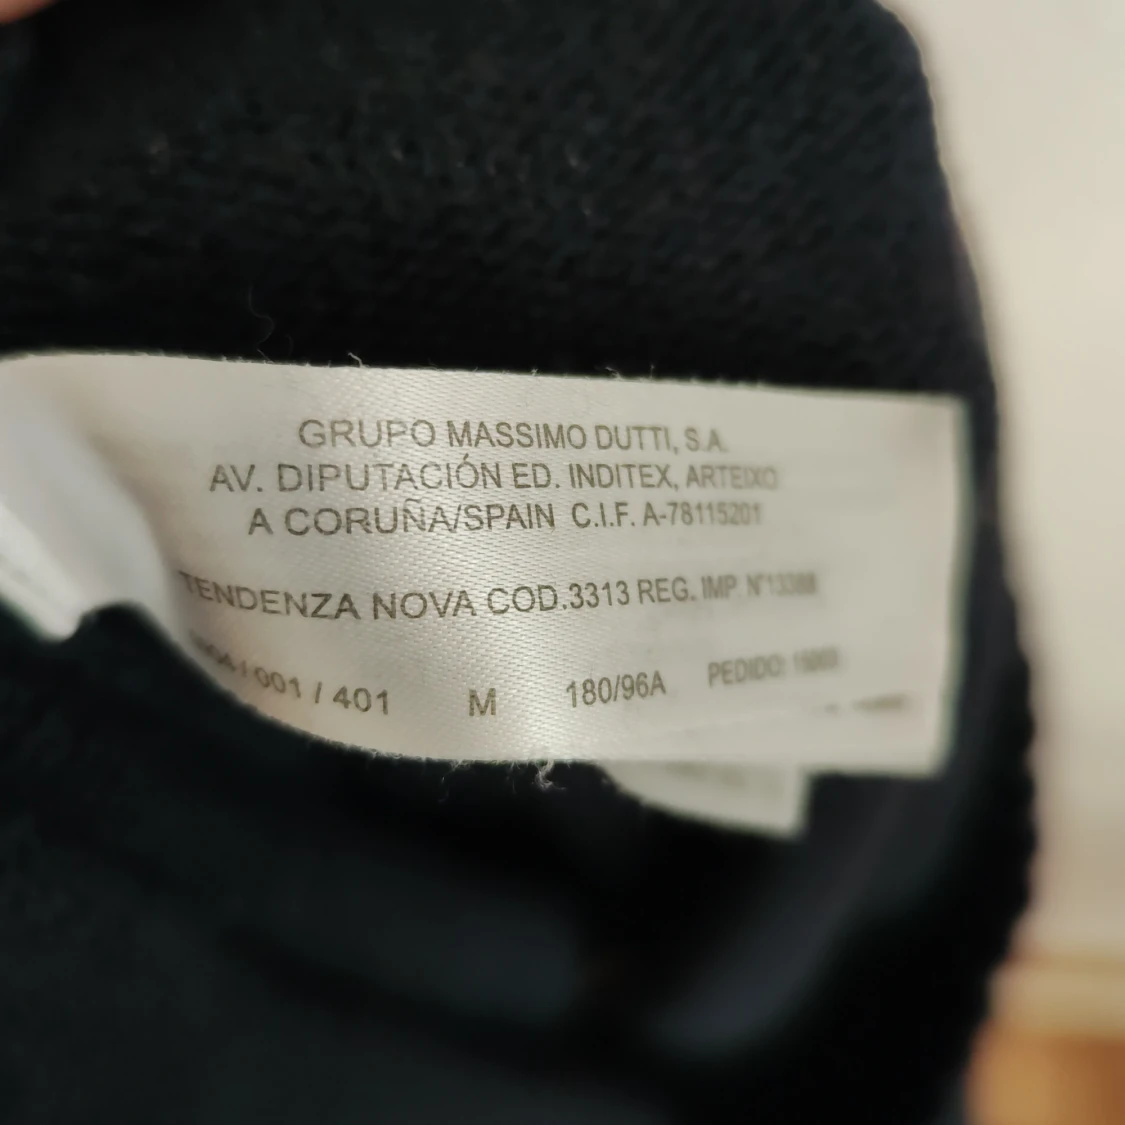 GRUPO MASSIMO DUTTI, S.A.
AV. DIPUTACIÓN ED. INDITEX, ARTEIXO
A CORUÑA/SPAIN C.I.F. A-78115201
TENDENZA NOVA COD.3313 REG. IMP. Nº
/001 / 401 M 180/96A PEDIDO: